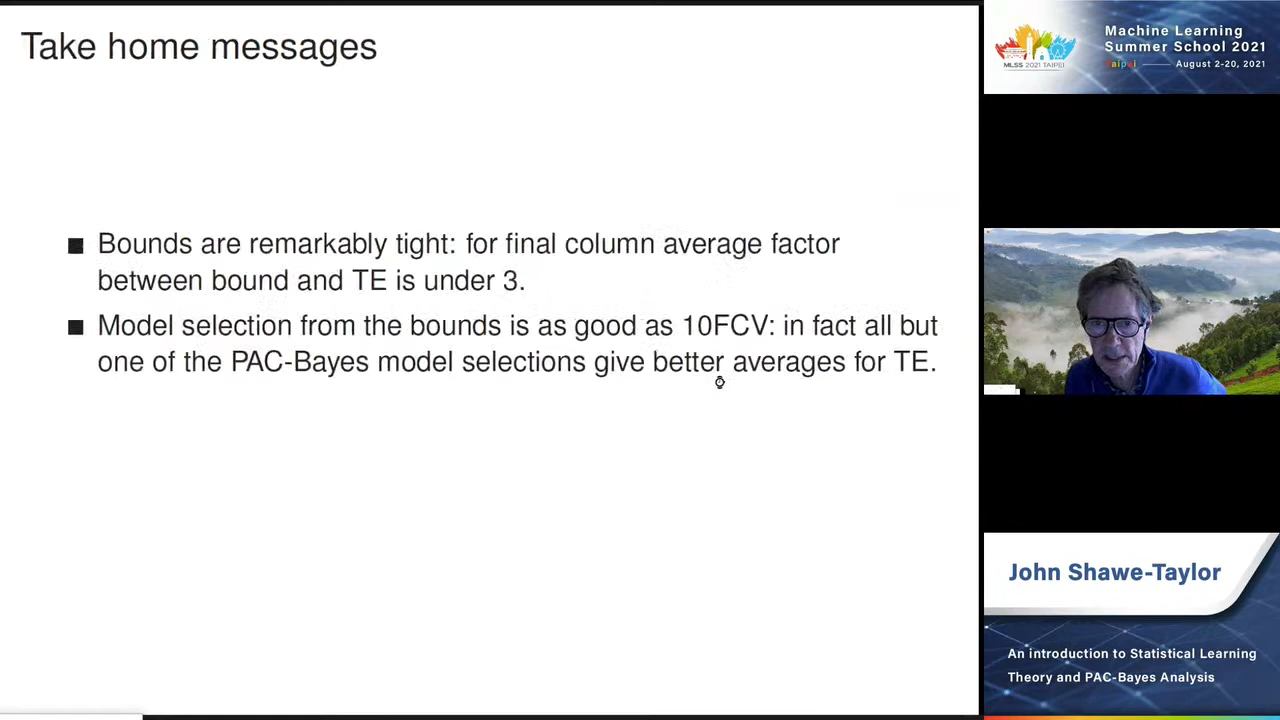 Take home messages
Bounds are remarkably tight: for final column average factor
between bound and TE is under 3.
Model selection from the bounds is as good as 10FCV: in fact all but
one of the PAC-Bayes model selections give better averages for TE.
MLSS 2021 TAIPEI
Machine Learning
Summer School 2021
Taipei
August 2-20, 2021
John Shawe-Taylor
An introduction to Statistical Learning
Theory and PAC-Bayes Analysis